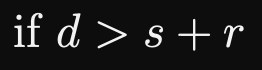 if d > s + r